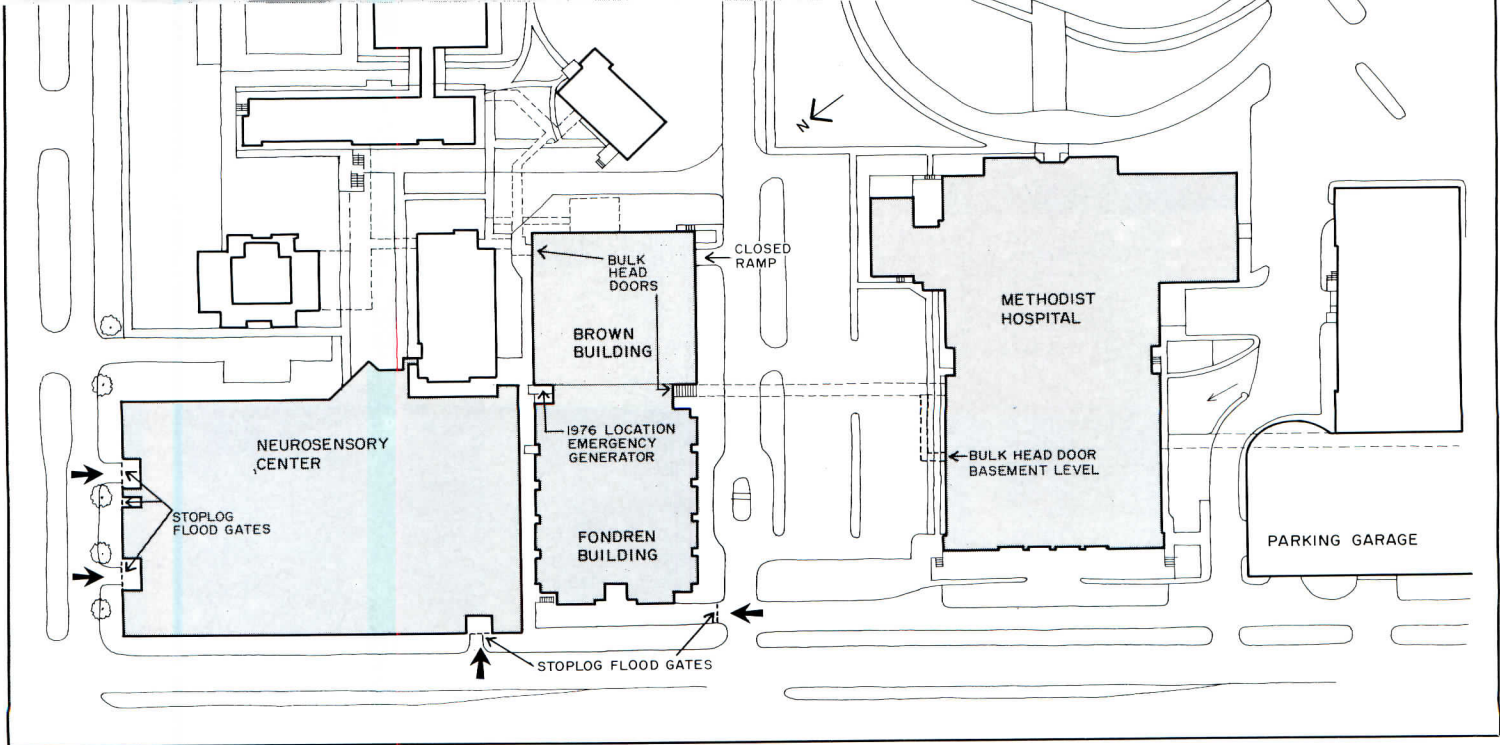 N
CLOSED
RAMP
BULK
HEAD
DOORS
METHODIST
HOSPITAL
BROWN
BUILDING
1976 LOCATION
EMERGENCY
GENERATOR
NEUROSENSORY
CENTER
BULK HEAD DOOR
BASEMENT LEVEL
STOPLOG
FLOOD GATES
FONDREN
BUILDING
PARKING GARAGE
STOPLOG FLOOD GATES